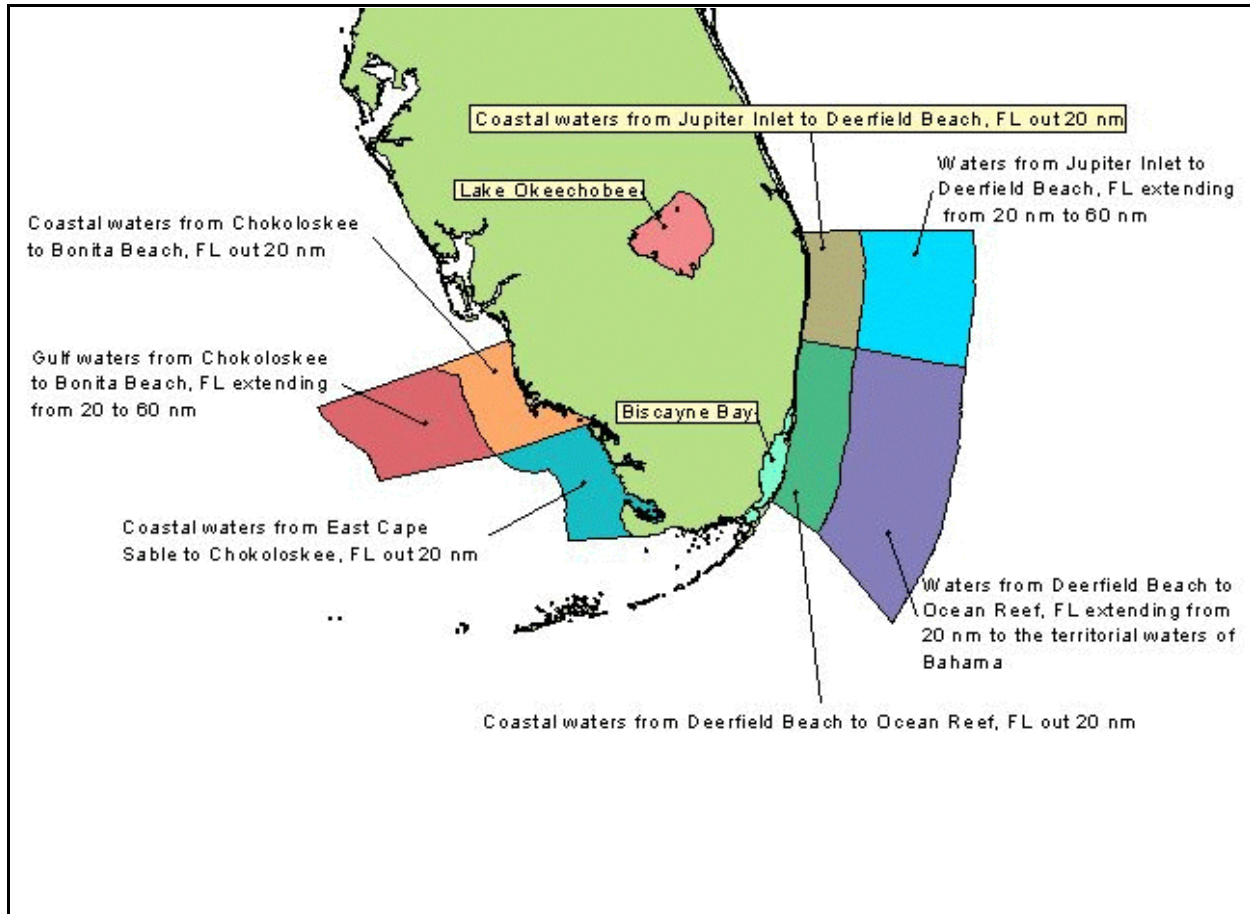 Coastal waters from Jupiter Inlet to Deerfield Beach, FL out 20 nm
Waters from Jupiter Inlet to
Deerfield Beach, FL extending
from 20 nm to 60 nm
Lake Okeechobee
Coastal waters from Chokoloskee
to Bonita Beach, FL out 20 nm
Gulf waters from Chokoloskee
to Bonita Beach, FL extending
from 20 to 60 nm
Biscayne Bay
Coastal waters from East Cape
Sable to Chokoloskee, FL out 20 nm
Waters from Deerfield Beach to
Ocean Reef, FL extending from
20 nm to the territorial waters of
Bahama
Coastal waters from Deerfield Beach to Ocean Reef, FL out 20 nm